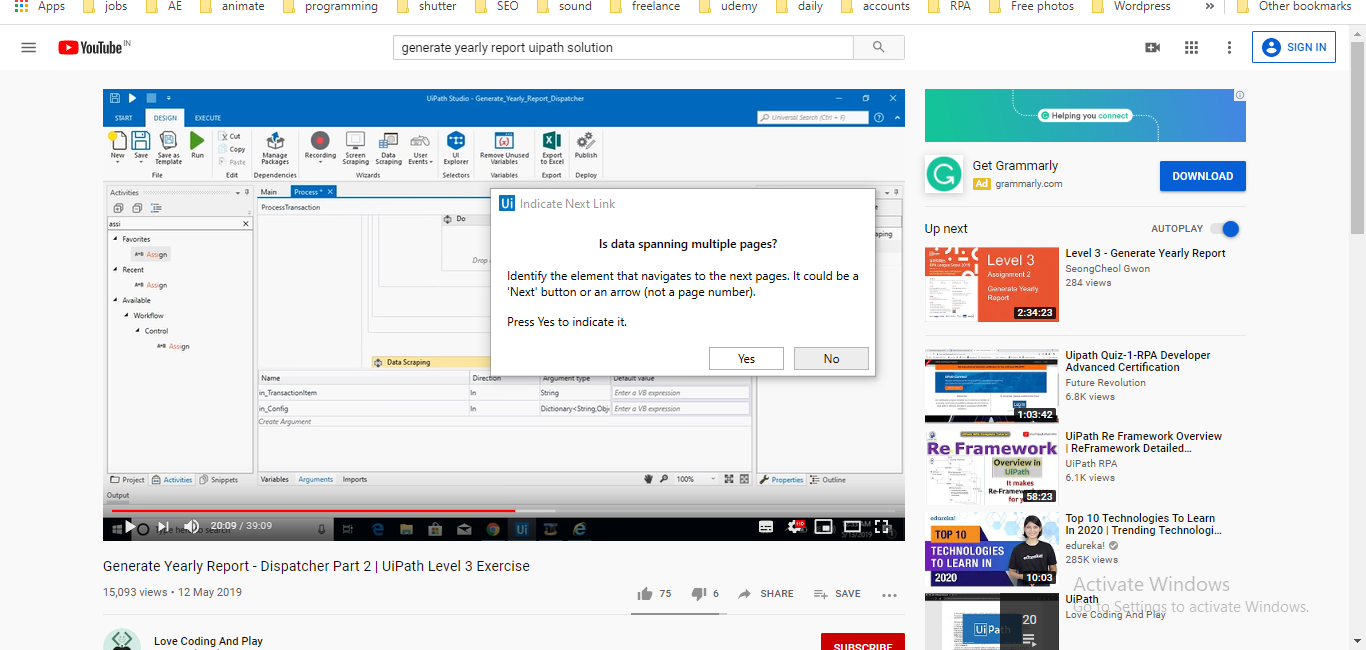 Apps jobs AE animate programming shutter SEO sound freelance udemy daily accounts RPA Free photos Wordpress » Other bookmarks
YouTube IN
generate yearly report uipath solution
SIGN IN
UiPath Studio - Generate_Yearly_Report_Dispatcher
START DESIGN EXECUTE
Universal Search (Ctrl + F)
New Save Save as Template Run
Cut
Copy
Paste
Manage Packages
Recording
Screen Scraping
Data Scraping
User Events
UI Explorer
Remove Unused Variables
Export to Excel
Publish
File Edit Dependencies Wizards Selectors Variables Export Deploy
Activities
assi
Favorites
Assign
Recent
Assign
Available
Workflow
Control
Assign
Main Process *
ProcessTransaction
Do
Drop
Data Scraping
Ui Indicate Next Link
Is data spanning multiple pages?
Identify the element that navigates to the next pages. It could be a
'Next' button or an arrow (not a page number).
Press Yes to indicate it.
Yes No
Name Direction Argument type Default value
in_TransactionItem In String Enter a VB expression
in_Config In Dictionary<String,Obj Enter a VB expression
Create Argument
Variables Arguments Imports 100%
Project Activities Snippets
Properties Outline
Output
20:09 / 39:09
HD
Generate Yearly Report - Dispatcher Part 2 | UiPath Level 3 Exercise
15,093 views • 12 May 2019
75 6 SHARE SAVE
Love Coding And Play
SUBSCRIBE
Helping you connect
Get Grammarly
Ad grammarly.com
DOWNLOAD
Up next
AUTOPLAY
Level 3
Assignment 2
Generate Yearly
Report
2:34:23
Level 3 - Generate Yearly Report
SeongCheol Gwon
284 views
1:03:42
Uipath Quiz-1-RPA Developer
Advanced Certification
Future Revolution
6.8K views
Re Framework
Overview in
UiPath
It makes
58:23
UiPath Re Framework Overview
| ReFramework Detailed...
UiPath RPA
6.1K views
edureka!
TOP 10
TECHNOLOGIES
TO LEARN IN
2020
10:03
Top 10 Technologies To Learn
In 2020 | Trending Technologi...
edureka!
285K views
UiPath
20
UiPath
Love Coding And Play
Activate Windows
Go to Settings to activate Windows.